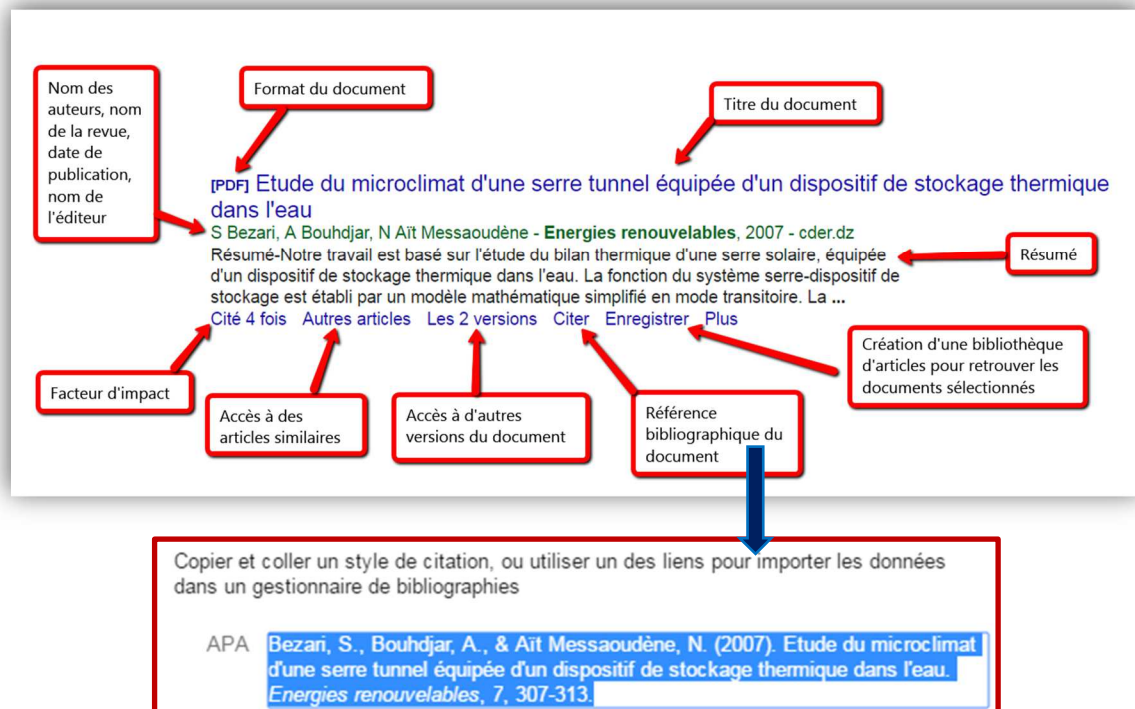 Nom des
auteurs, nom
de la revue,
date de
publication,
nom de
l'éditeur
Format du document
Titre du document
[PDF] Etude du microclimat d'une serre tunnel équipée d'un dispositif de stockage thermique
dans l'eau
S Bezari, A Bouhdjar, N Aït Messaoudène - Energies renouvelables, 2007 - cder.dz
Résumé-Notre travail est basé sur l'étude du bilan thermique d'une serre solaire, équipée
d'un dispositif de stockage thermique dans l'eau. La fonction du système serre-dispositif de
stockage est établi par un modèle mathématique simplifié en mode transitoire. La ...
Résumé
Cité 4 fois Autres articles Les 2 versions Citer Enregistrer Plus
Facteur d'impact
Accès à des
articles similaires
Accès à d'autres
versions du document
Référence
bibliographique du
document
Création d'une bibliothèque
d'articles pour retrouver les
documents sélectionnés
Copier et coller un style de citation, ou utiliser un des liens pour importer les données
dans un gestionnaire de bibliographies
APA Bezari, S., Bouhdjar, A., & Aït Messaoudène, N. (2007). Etude du microclimat
d'une serre tunnel équipée d'un dispositif de stockage thermique dans l'eau.
Energies renouvelables, 7, 307-313.